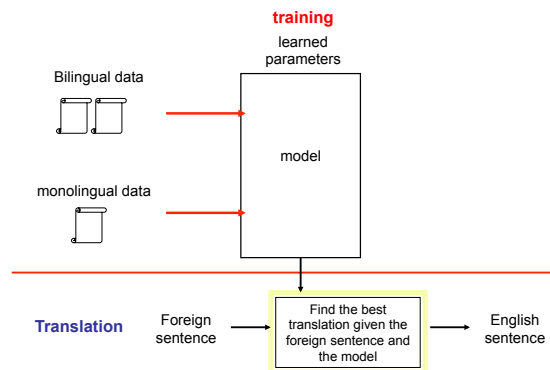 training
learned
parameters
Bilingual data
model
monolingual data
Translation
Foreign
sentence
Find the best
translation given the
foreign sentence and
the model
English
sentence